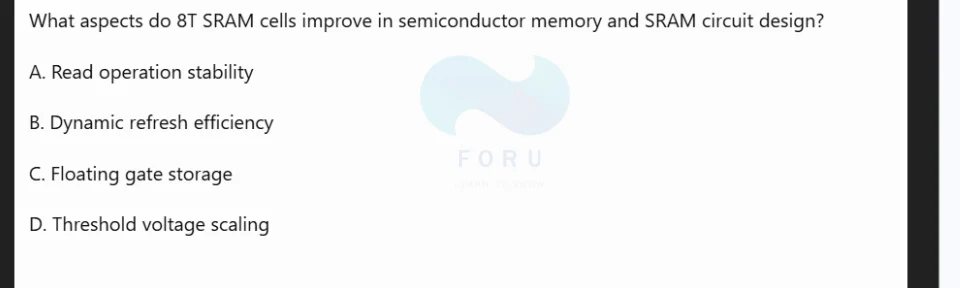 What aspects do 8T SRAM cells improve in semiconductor memory and SRAM circuit design?
A. Read operation stability
FORU
B. Dynamic refresh efficiency
C. Floating gate storage
D. Threshold voltage scaling